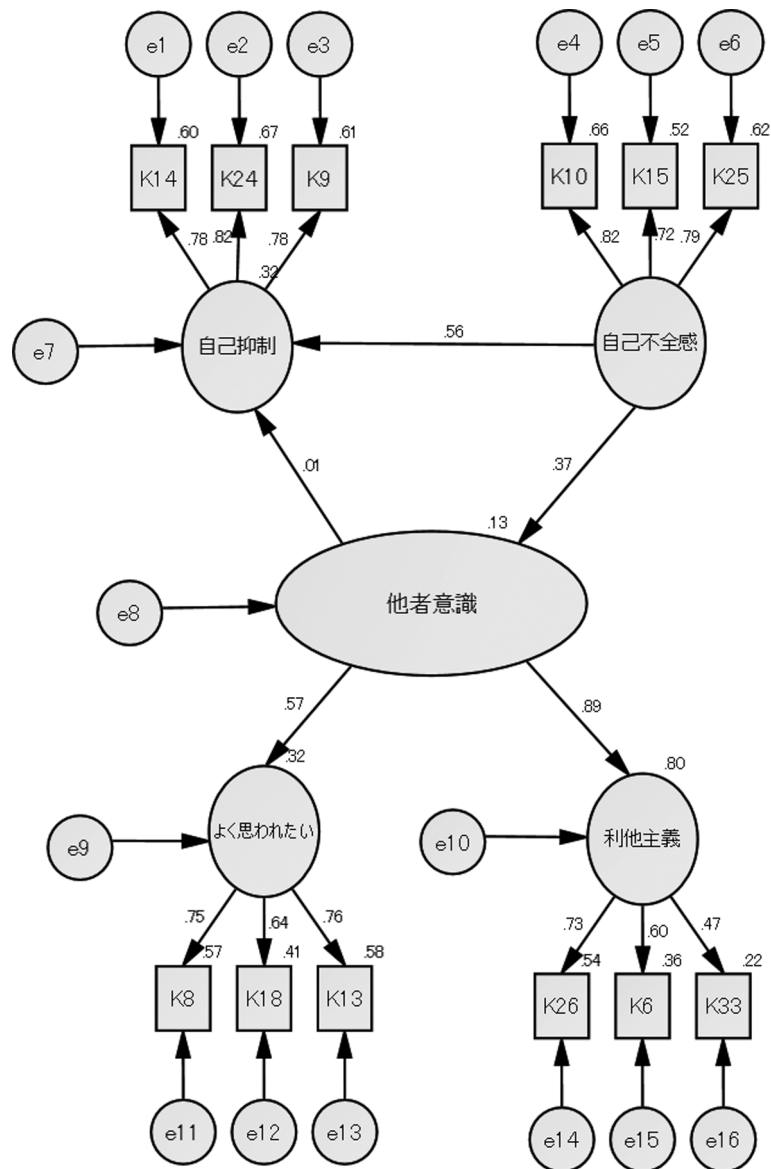 e1 e2 e3 e4 e5 e6
.60 .67 .61 .66 .52 .62
K14 K24 K9 K10 K15 K25
.78 .82 .78 .82 .72 .79
.32
e7 自己抑制 .56 自己不全感
.01 .37
.13
e8 他者意識
.57 .89
.32 .80
e9 よく思われたい e10 利他主義
.75 .64 .76 .73 .60 .47
.57 .41 .58 .54 .36 .22
K8 K18 K13 K26 K6 K33
e11 e12 e13 e14 e15 e16